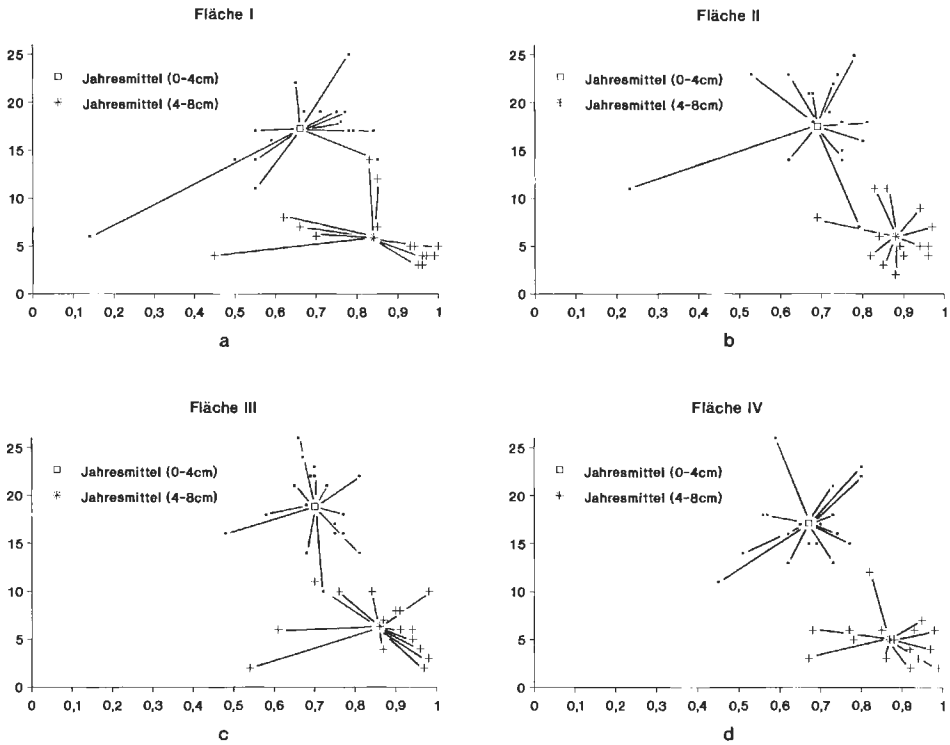 Fläche I
25
20
15
10
5
0
□ Jahresmittel (0-4cm)
+ Jahresmittel (4-8cm)
0 0,1 0,2 0,3 0,4 0,5 0,6 0,7 0,8 0,9 1
a
Fläche II
25
20
15
10
5
0
□ Jahresmittel (0-4cm)
* Jahresmittel (4-8cm)
0 0,1 0,2 0,3 0,4 0,5 0,6 0,7 0,8 0,9 1
b
Fläche III
25
20
15
10
5
0
□ Jahresmittel (0-4cm)
* Jahresmittel (4-8cm)
0 0,1 0,2 0,3 0,4 0,5 0,6 0,7 0,8 0,9 1
c
Fläche IV
25
20
15
10
5
0
□ Jahresmittel (0-4cm)
+ Jahresmittel (4-8cm)
0 0,1 0,2 0,3 0,4 0,5 0,6 0,7 0,8 0,9 1
d